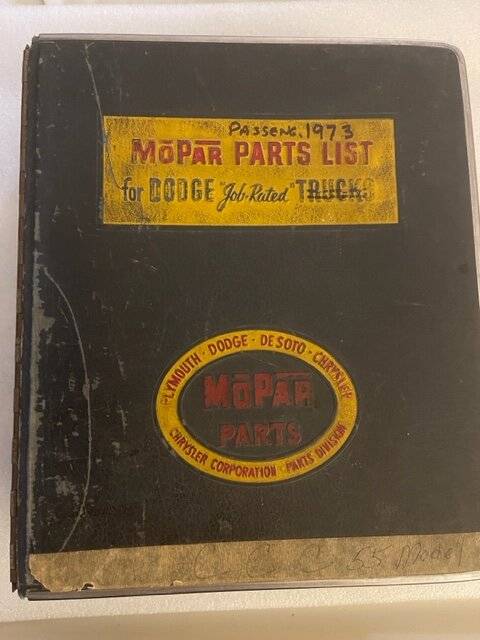 PASSENG. 1973
MOPAR PARTS LIST
for DODGE "Job-Rated" TRUCKS
PLYMOUTH · DODGE · DE SOTO · CHRYSLER
MOPAR
PARTS
CHRYSLER CORPORATION · PARTS DIVISION
C C C 55 Model